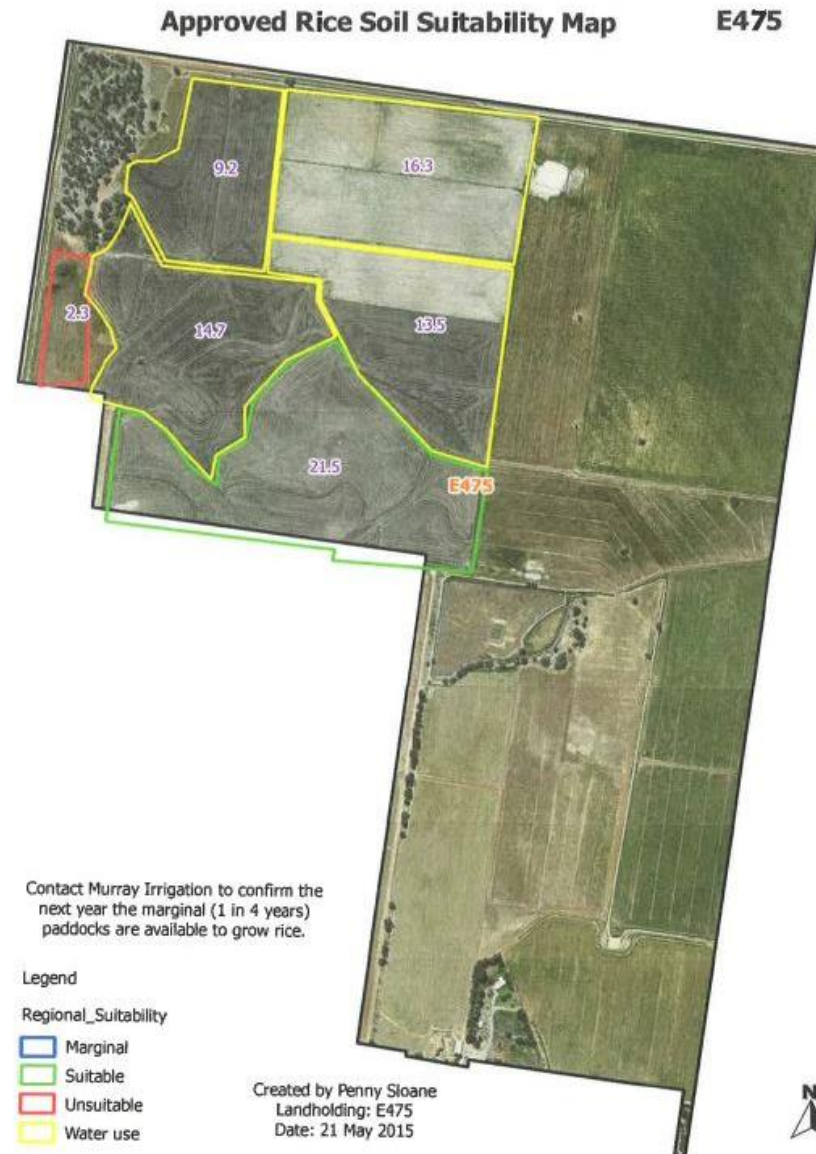 Approved Rice Soil Suitability Map E475
9.2
16.3
2.3
14.7
13.5
21.5
E475
Contact Murray Irrigation to confirm the
next year the marginal (1 in 4 years)
paddocks are available to grow rice.
Legend
Regional_Suitability
Marginal
Suitable
Unsuitable
Water use
Created by Penny Sloane
Landholding: E475
Date: 21 May 2015
N